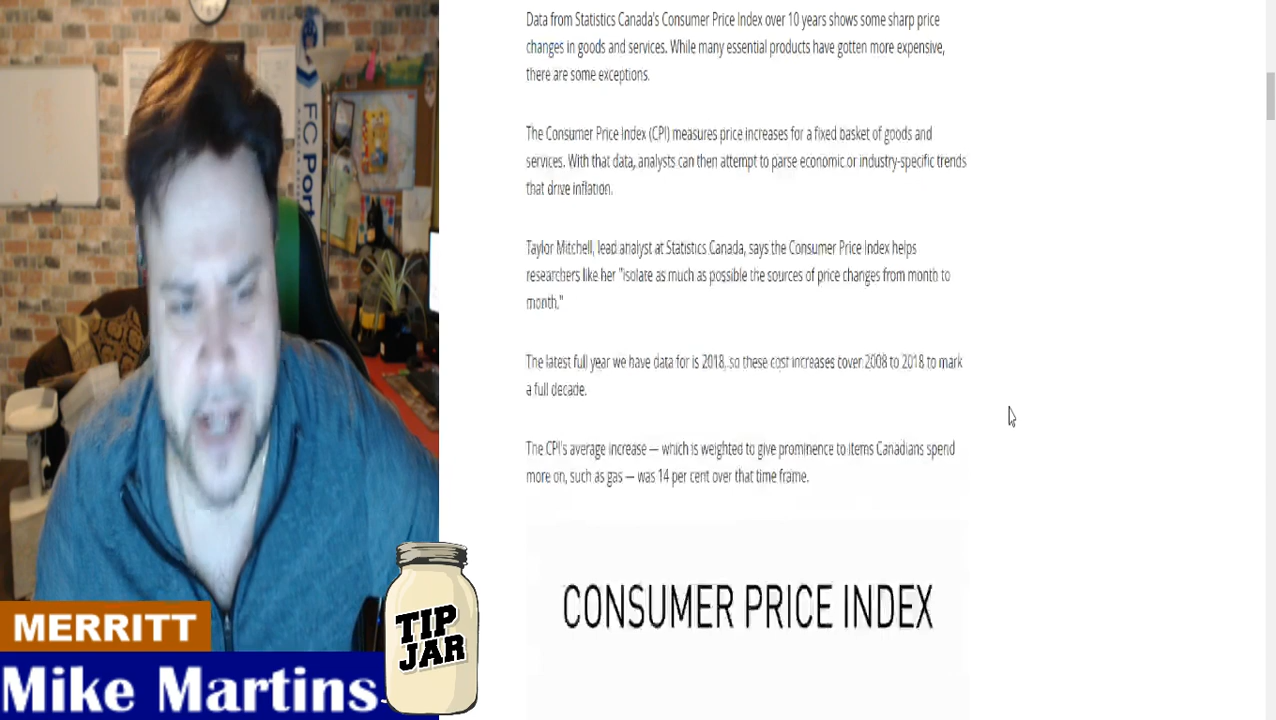 Data from Statistics Canada's Consumer Price Index over 10 years shows some sharp price
changes in goods and services. While many essential products have gotten more expensive,
there are some exceptions.
The Consumer Price Index (CPI) measures price increases for a fixed basket of goods and
services. With that data, analysts can then attempt to parse economic or industry-specific trends
that drive inflation.
Taylor Mitchell, lead analyst at Statistics Canada, says the Consumer Price Index helps
researchers like her "isolate as much as possible the sources of price changes from month to
month."
The latest full year we have data for is 2018, so these cost increases cover 2008 to 2018 to mark
a full decade.
The CPI's average increase — which is weighted to give prominence to items Canadians spend
more on, such as gas — was 14 per cent over that time frame.
CONSUMER PRICE INDEX
FC Port
MERRITT
Mike Martins
TIP
JAR